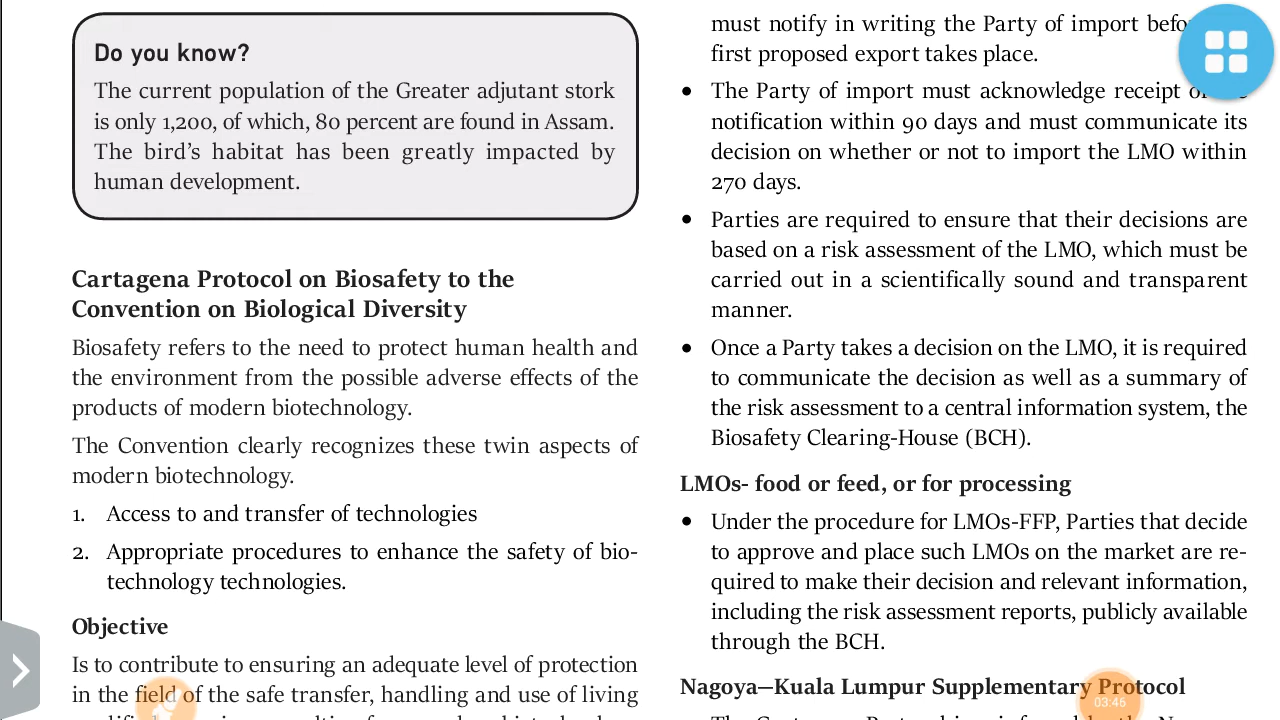 Do you know?
The current population of the Greater adjutant stork
is only 1,200, of which, 80 percent are found in Assam.
The bird's habitat has been greatly impacted by
human development.
Cartagena Protocol on Biosafety to the
Convention on Biological Diversity
Biosafety refers to the need to protect human health and
the environment from the possible adverse effects of the
products of modern biotechnology.
The Convention clearly recognizes these twin aspects of
modern biotechnology.
1. Access to and transfer of technologies
2. Appropriate procedures to enhance the safety of bio-
technology technologies.
Objective
Is to contribute to ensuring an adequate level of protection
in the field of the safe transfer, handling and use of living
must notify in writing the Party of import
first proposed export takes place.
• The Party of import must acknowledge receipt
notification within 90 days and must communicate its
decision on whether or not to import the LMO within
270 days.
• Parties are required to ensure that their decisions are
based on a risk assessment of the LMO, which must be
carried out in a scientifically sound and transparent
manner.
• Once a Party takes a decision on the LMO, it is required
to communicate the decision as well as a summary of
the risk assessment to a central information system, the
Biosafety Clearing-House (BCH).
LMOs- food or feed, or for processing
• Under the procedure for LMOs-FFP, Parties that decide
to approve and place such LMOs on the market are re-
quired to make their decision and relevant information,
including the risk assessment reports, publicly available
through the BCH.
Nagoya–Kuala Lumpur Supplementary Protocol
03:46